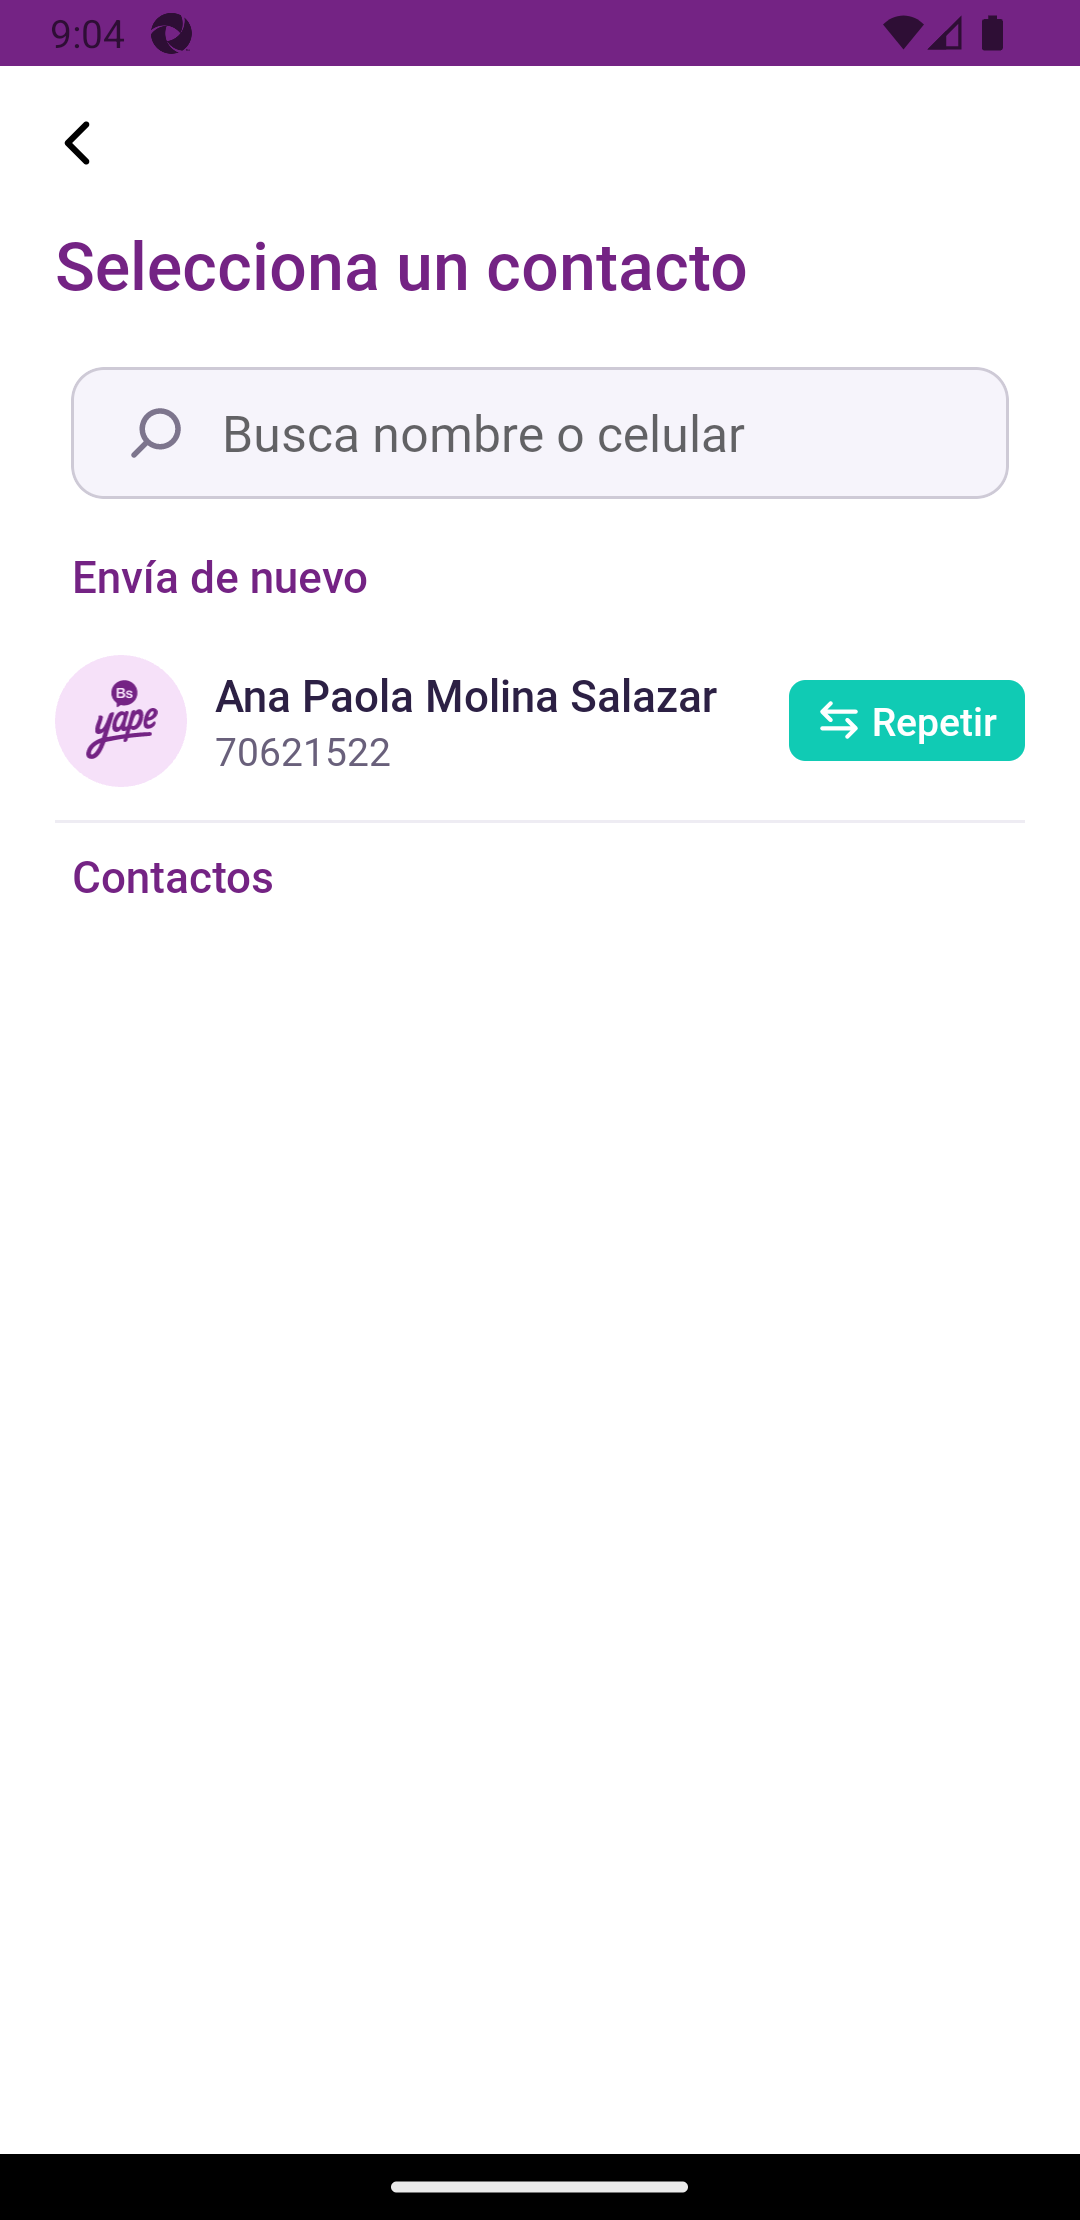 9:04
Selecciona un contacto
Busca nombre o celular
Envía de nuevo
Bs
yape
Ana Paola Molina Salazar
70621522
Repetir
Contactos